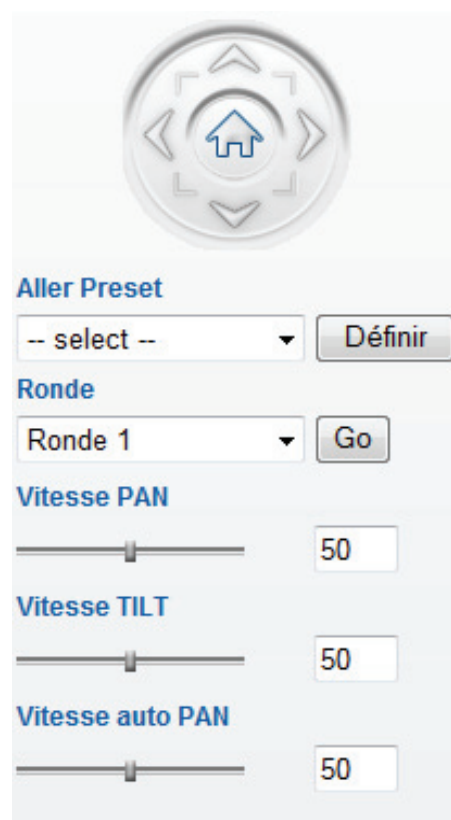 Aller Preset
-- select -- Définir
Ronde
Ronde 1 Go
Vitesse PAN
50
Vitesse TILT
50
Vitesse auto PAN
50